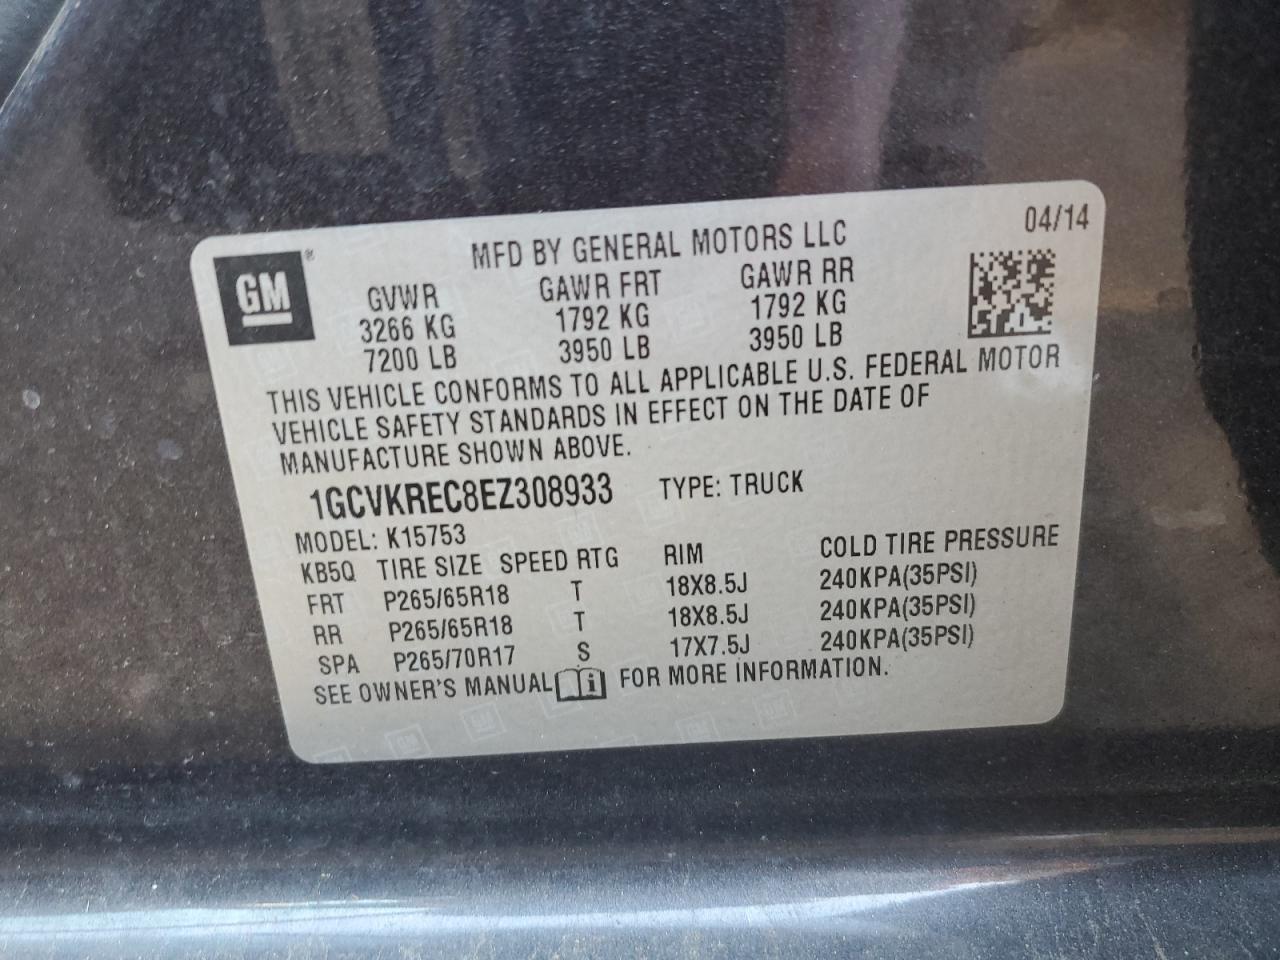 GM ®
MFD BY GENERAL MOTORS LLC 04/14
GVWR GAWR FRT GAWR RR
3266 KG 1792 KG 1792 KG
7200 LB 3950 LB 3950 LB
THIS VEHICLE CONFORMS TO ALL APPLICABLE U.S. FEDERAL MOTOR
VEHICLE SAFETY STANDARDS IN EFFECT ON THE DATE OF
MANUFACTURE SHOWN ABOVE.
1GCVKREC8EZ308933 TYPE: TRUCK
MODEL: K15753
KB5Q TIRE SIZE SPEED RTG RIM COLD TIRE PRESSURE
FRT P265/65R18 T 18X8.5J 240KPA(35PSI)
RR P265/65R18 T 18X8.5J 240KPA(35PSI)
SPA P265/70R17 S 17X7.5J 240KPA(35PSI)
SEE OWNER'S MANUAL i FOR MORE INFORMATION.